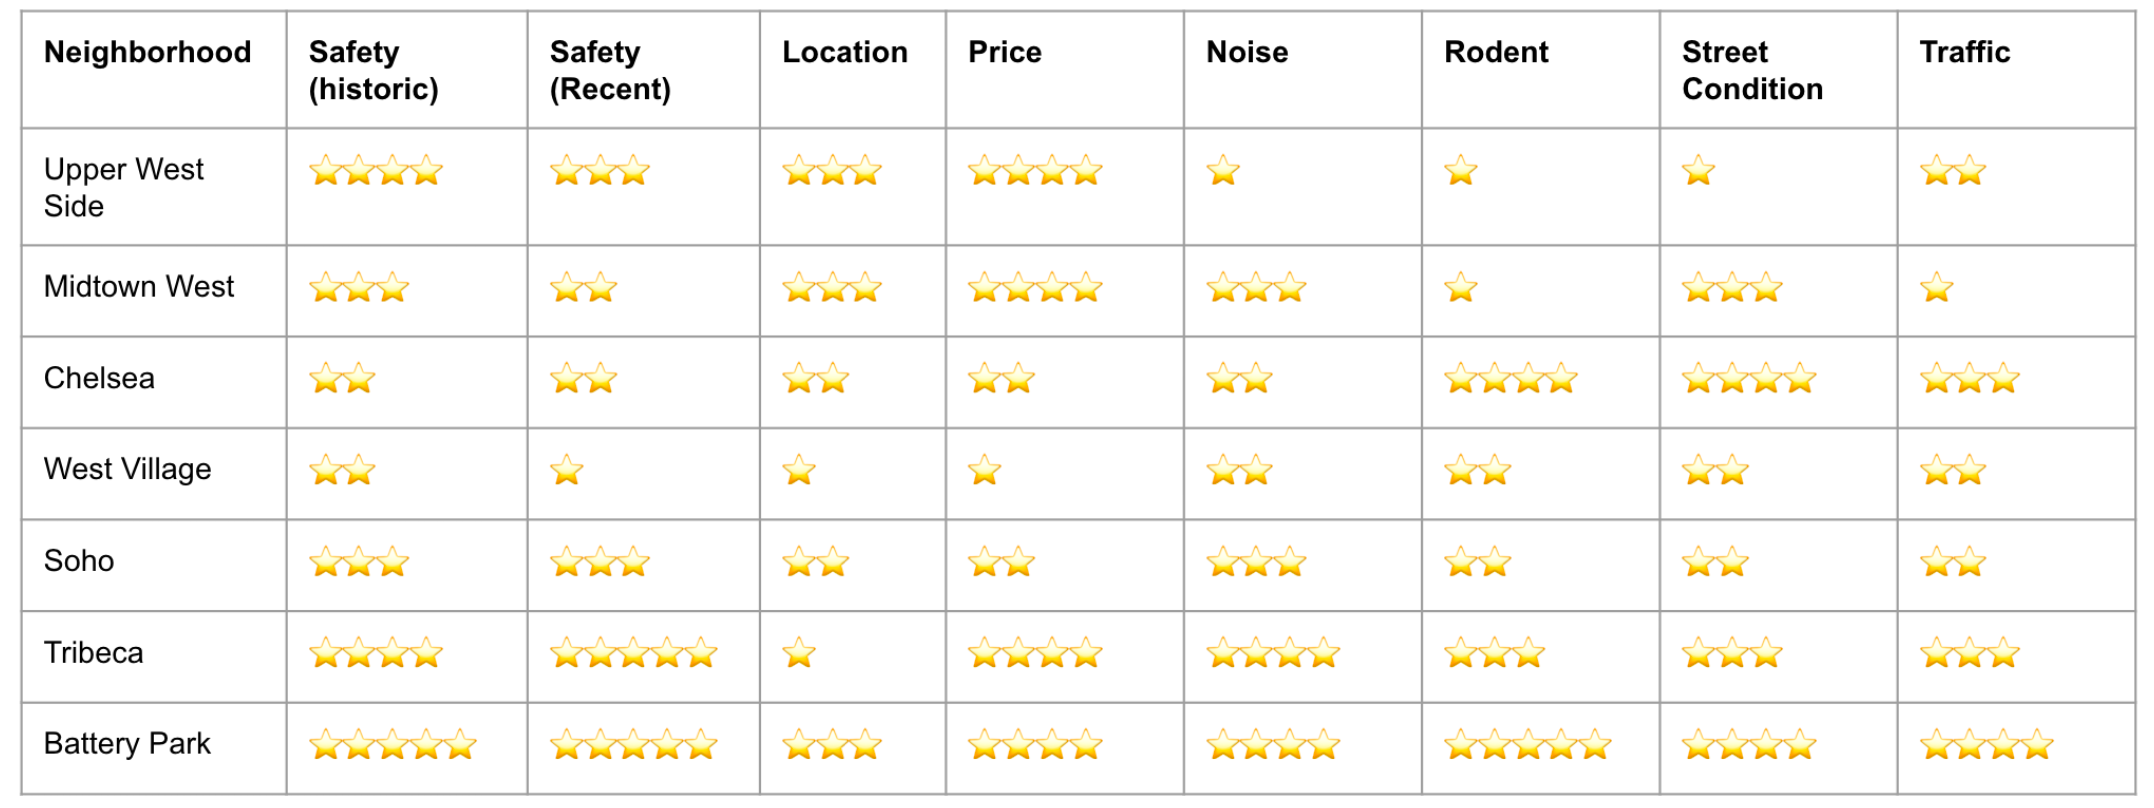 Neighborhood Safety (historic) Safety (Recent) Location Price Noise Rodent Street Condition Traffic
Upper West Side ⭐⭐⭐⭐ ⭐⭐⭐ ⭐⭐⭐ ⭐⭐⭐⭐ ⭐ ⭐ ⭐ ⭐⭐
Midtown West ⭐⭐⭐ ⭐⭐ ⭐⭐⭐ ⭐⭐⭐⭐ ⭐⭐⭐ ⭐ ⭐⭐⭐ ⭐
Chelsea ⭐⭐ ⭐⭐ ⭐⭐ ⭐⭐ ⭐⭐ ⭐⭐⭐⭐ ⭐⭐⭐⭐ ⭐⭐⭐
West Village ⭐⭐ ⭐ ⭐ ⭐ ⭐⭐ ⭐⭐ ⭐⭐ ⭐⭐
Soho ⭐⭐⭐ ⭐⭐⭐ ⭐⭐ ⭐⭐ ⭐⭐⭐ ⭐⭐ ⭐⭐ ⭐⭐
Tribeca ⭐⭐⭐⭐ ⭐⭐⭐⭐⭐ ⭐ ⭐⭐⭐⭐ ⭐⭐⭐⭐ ⭐⭐⭐ ⭐⭐⭐ ⭐⭐⭐
Battery Park ⭐⭐⭐⭐⭐ ⭐⭐⭐⭐⭐ ⭐⭐⭐ ⭐⭐⭐⭐ ⭐⭐⭐⭐ ⭐⭐⭐⭐⭐ ⭐⭐⭐⭐ ⭐⭐⭐⭐